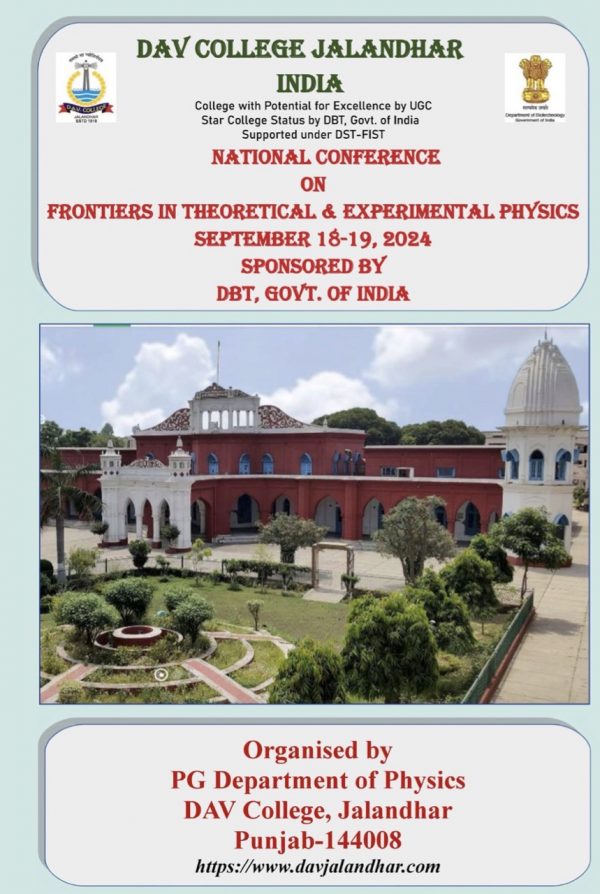 DAV COLLEGE JALANDHAR
INDIA
College with Potential for Excellence by UGC
Star College Status by DBT, Govt. of India
Supported under DST-FIST
D.A.V. COLLEGE
JALANDHAR
ESTD 1918
सत्यमेव जयते
Department of Biotechnology
Government of India
NATIONAL CONFERENCE
ON
FRONTIERS IN THEORETICAL & EXPERIMENTAL PHYSICS
SEPTEMBER 18-19, 2024
SPONSORED BY
DBT, GOVT. OF INDIA
Organised by
PG Department of Physics
DAV College, Jalandhar
Punjab-144008
https://www.davjalandhar.com